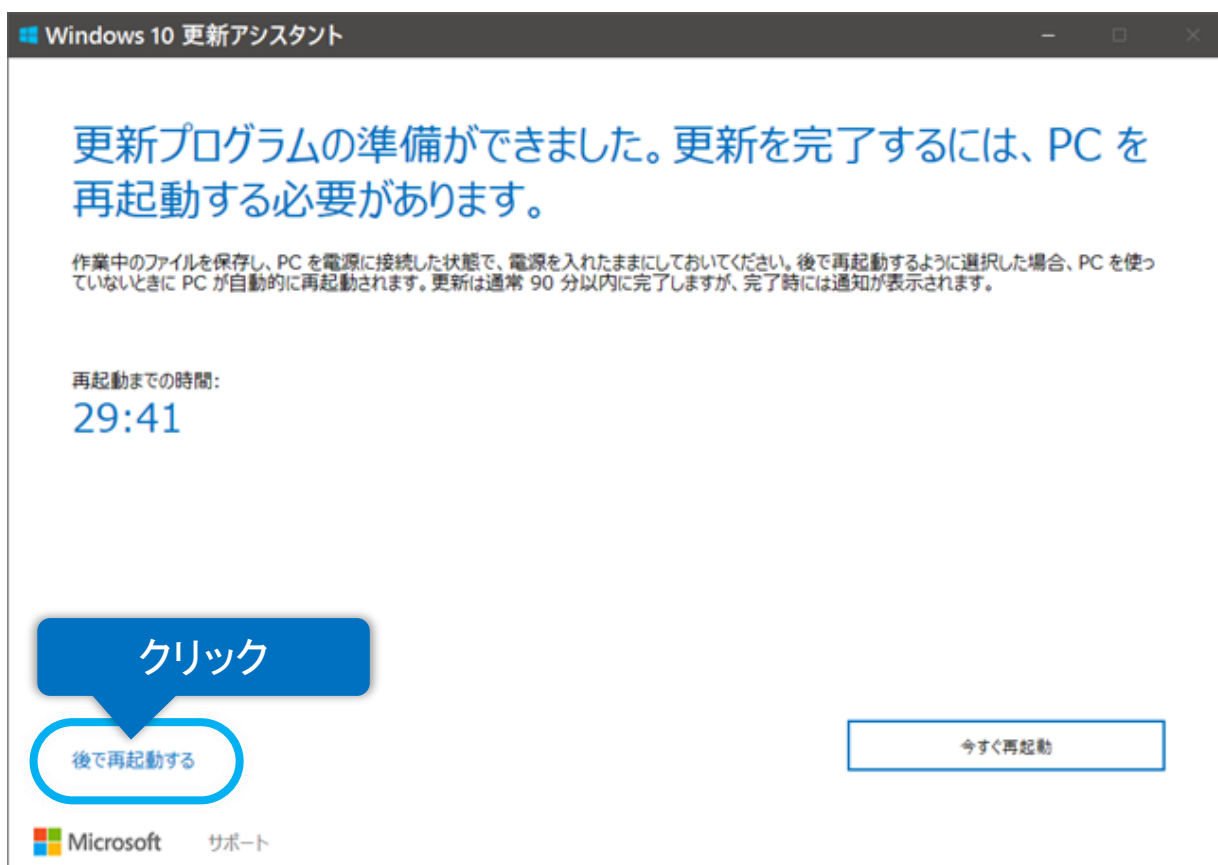 Windows 10 更新アシスタント
更新プログラムの準備ができました。更新を完了するには、PC を
再起動する必要があります。
作業中のファイルを保存し、PC を電源に接続した状態で、電源を入れたままにしておいてください。後で再起動するように選択した場合、PC を使っ
ていないときに PC が自動的に再起動されます。更新は通常 90 分以内に完了しますが、完了時には通知が表示されます。
再起動までの時間:
29:41
クリック
後で再起動する
今すぐ再起動
Microsoft サポート